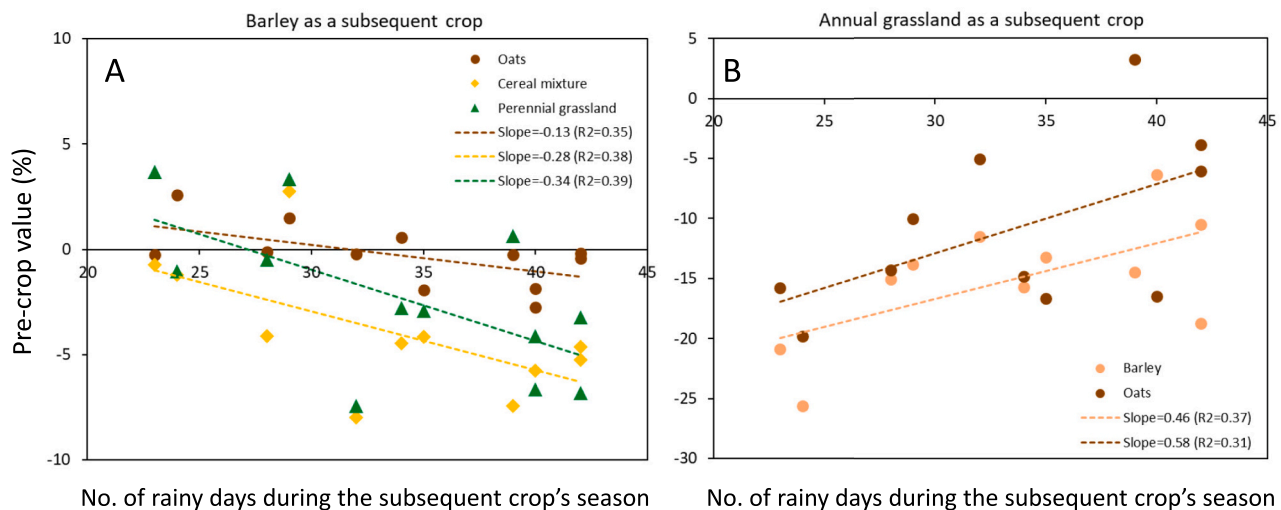 Barley as a subsequent crop
A
Pre-crop value (%)
10
5
0
-5
-10
20
25
30
35
40
45
Oats
Cereal mixture
Perennial grassland
Slope=-0.13 (R2=0.35)
Slope=-0.28 (R2=0.38)
Slope=-0.34 (R2=0.39)
No. of rainy days during the subsequent crop's season
Annual grassland as a subsequent crop
B
5
0
-5
-10
-15
-20
-25
-30
20
25
30
35
40
45
Barley
Oats
Slope=0.46 (R2=0.37)
Slope=0.58 (R2=0.31)
No. of rainy days during the subsequent crop's season